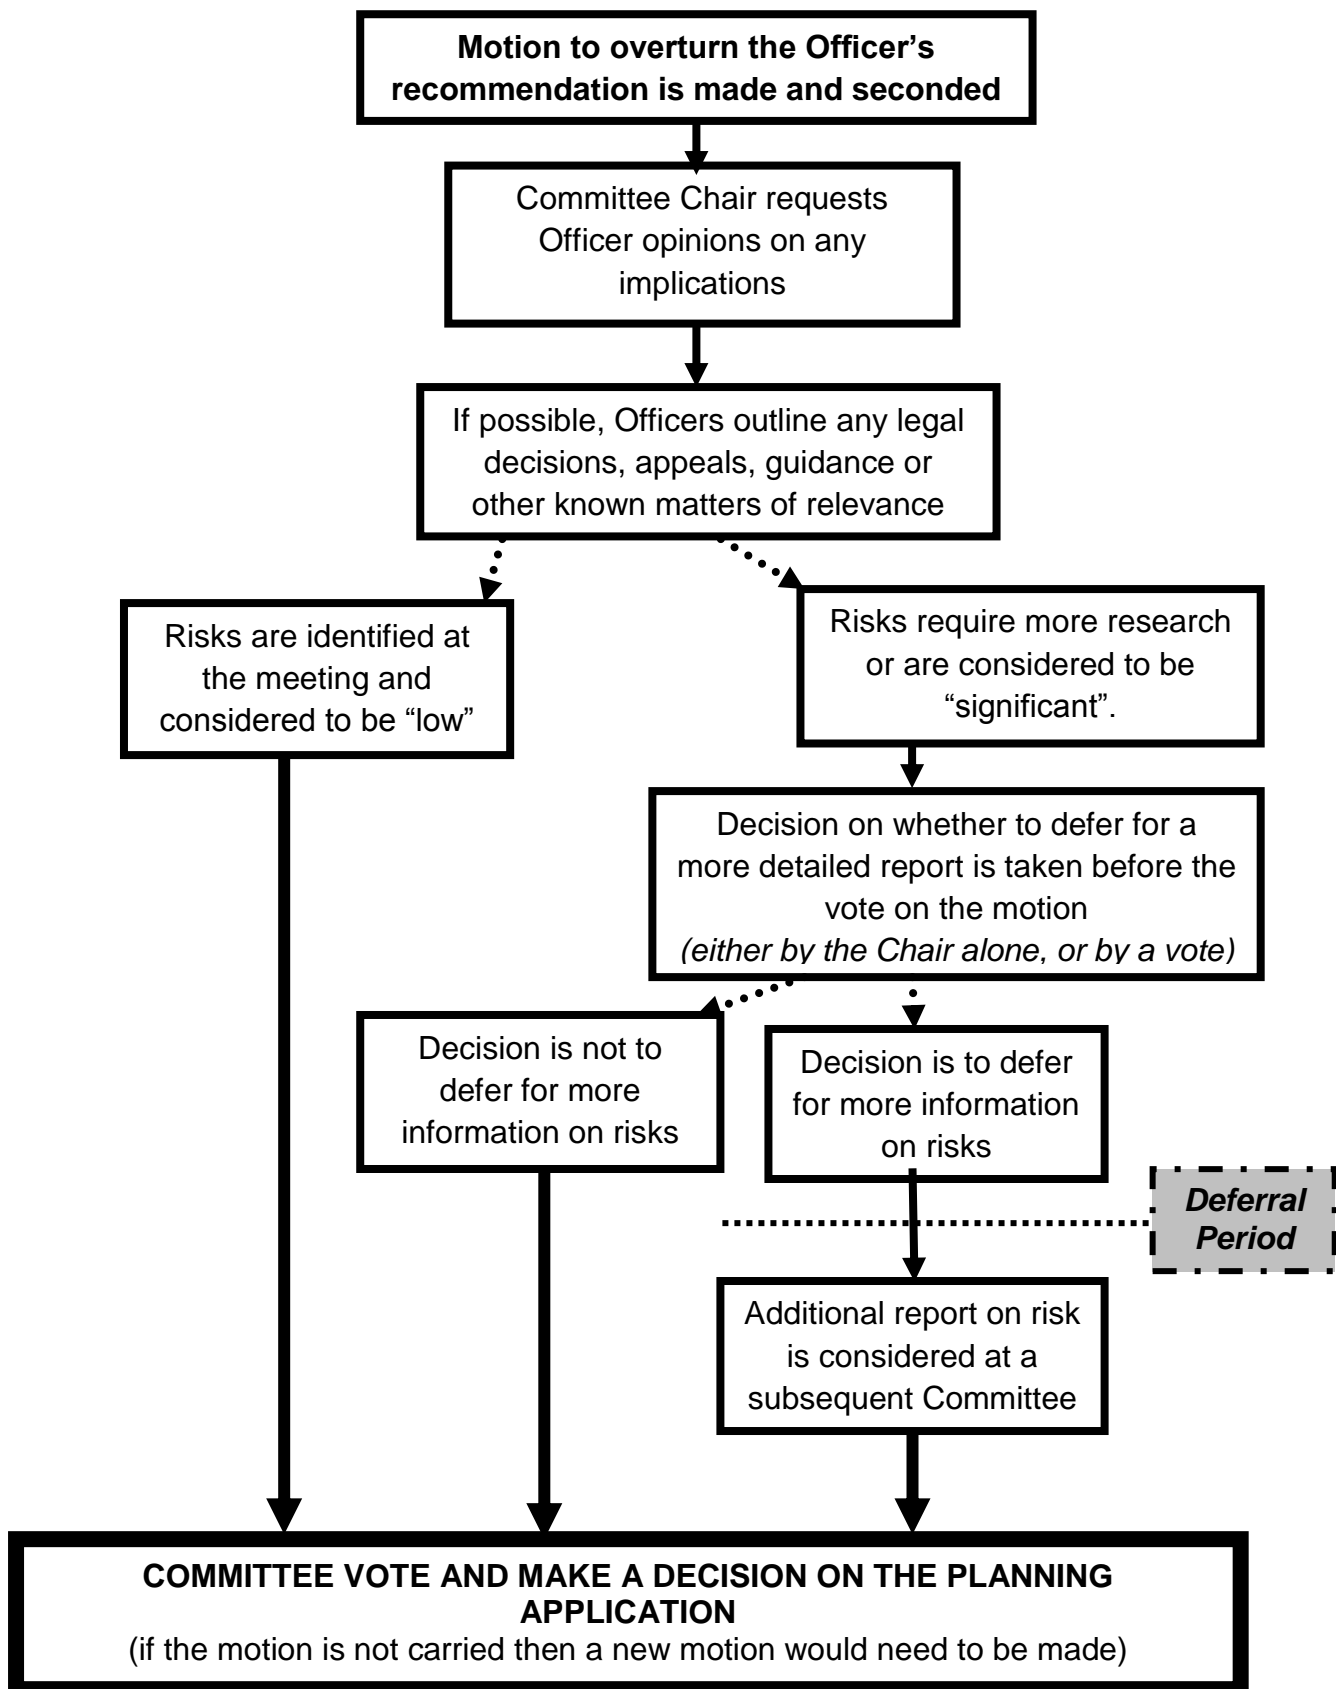 Motion to overturn the Officer’s
recommendation is made and seconded
Committee Chair requests
Officer opinions on any
implications
If possible, Officers outline any legal
decisions, appeals, guidance or
other known matters of relevance
Risks are identified at
the meeting and
considered to be “low”
Risks require more research
or are considered to be
“significant”.
Decision on whether to defer for a
more detailed report is taken before the
vote on the motion
(either by the Chair alone, or by a vote)
Decision is not to
defer for more
information on risks
Decision is to defer
for more information
on risks
Deferral
Period
Additional report on risk
is considered at a
subsequent Committee
COMMITTEE VOTE AND MAKE A DECISION ON THE PLANNING
APPLICATION
(if the motion is not carried then a new motion would need to be made)